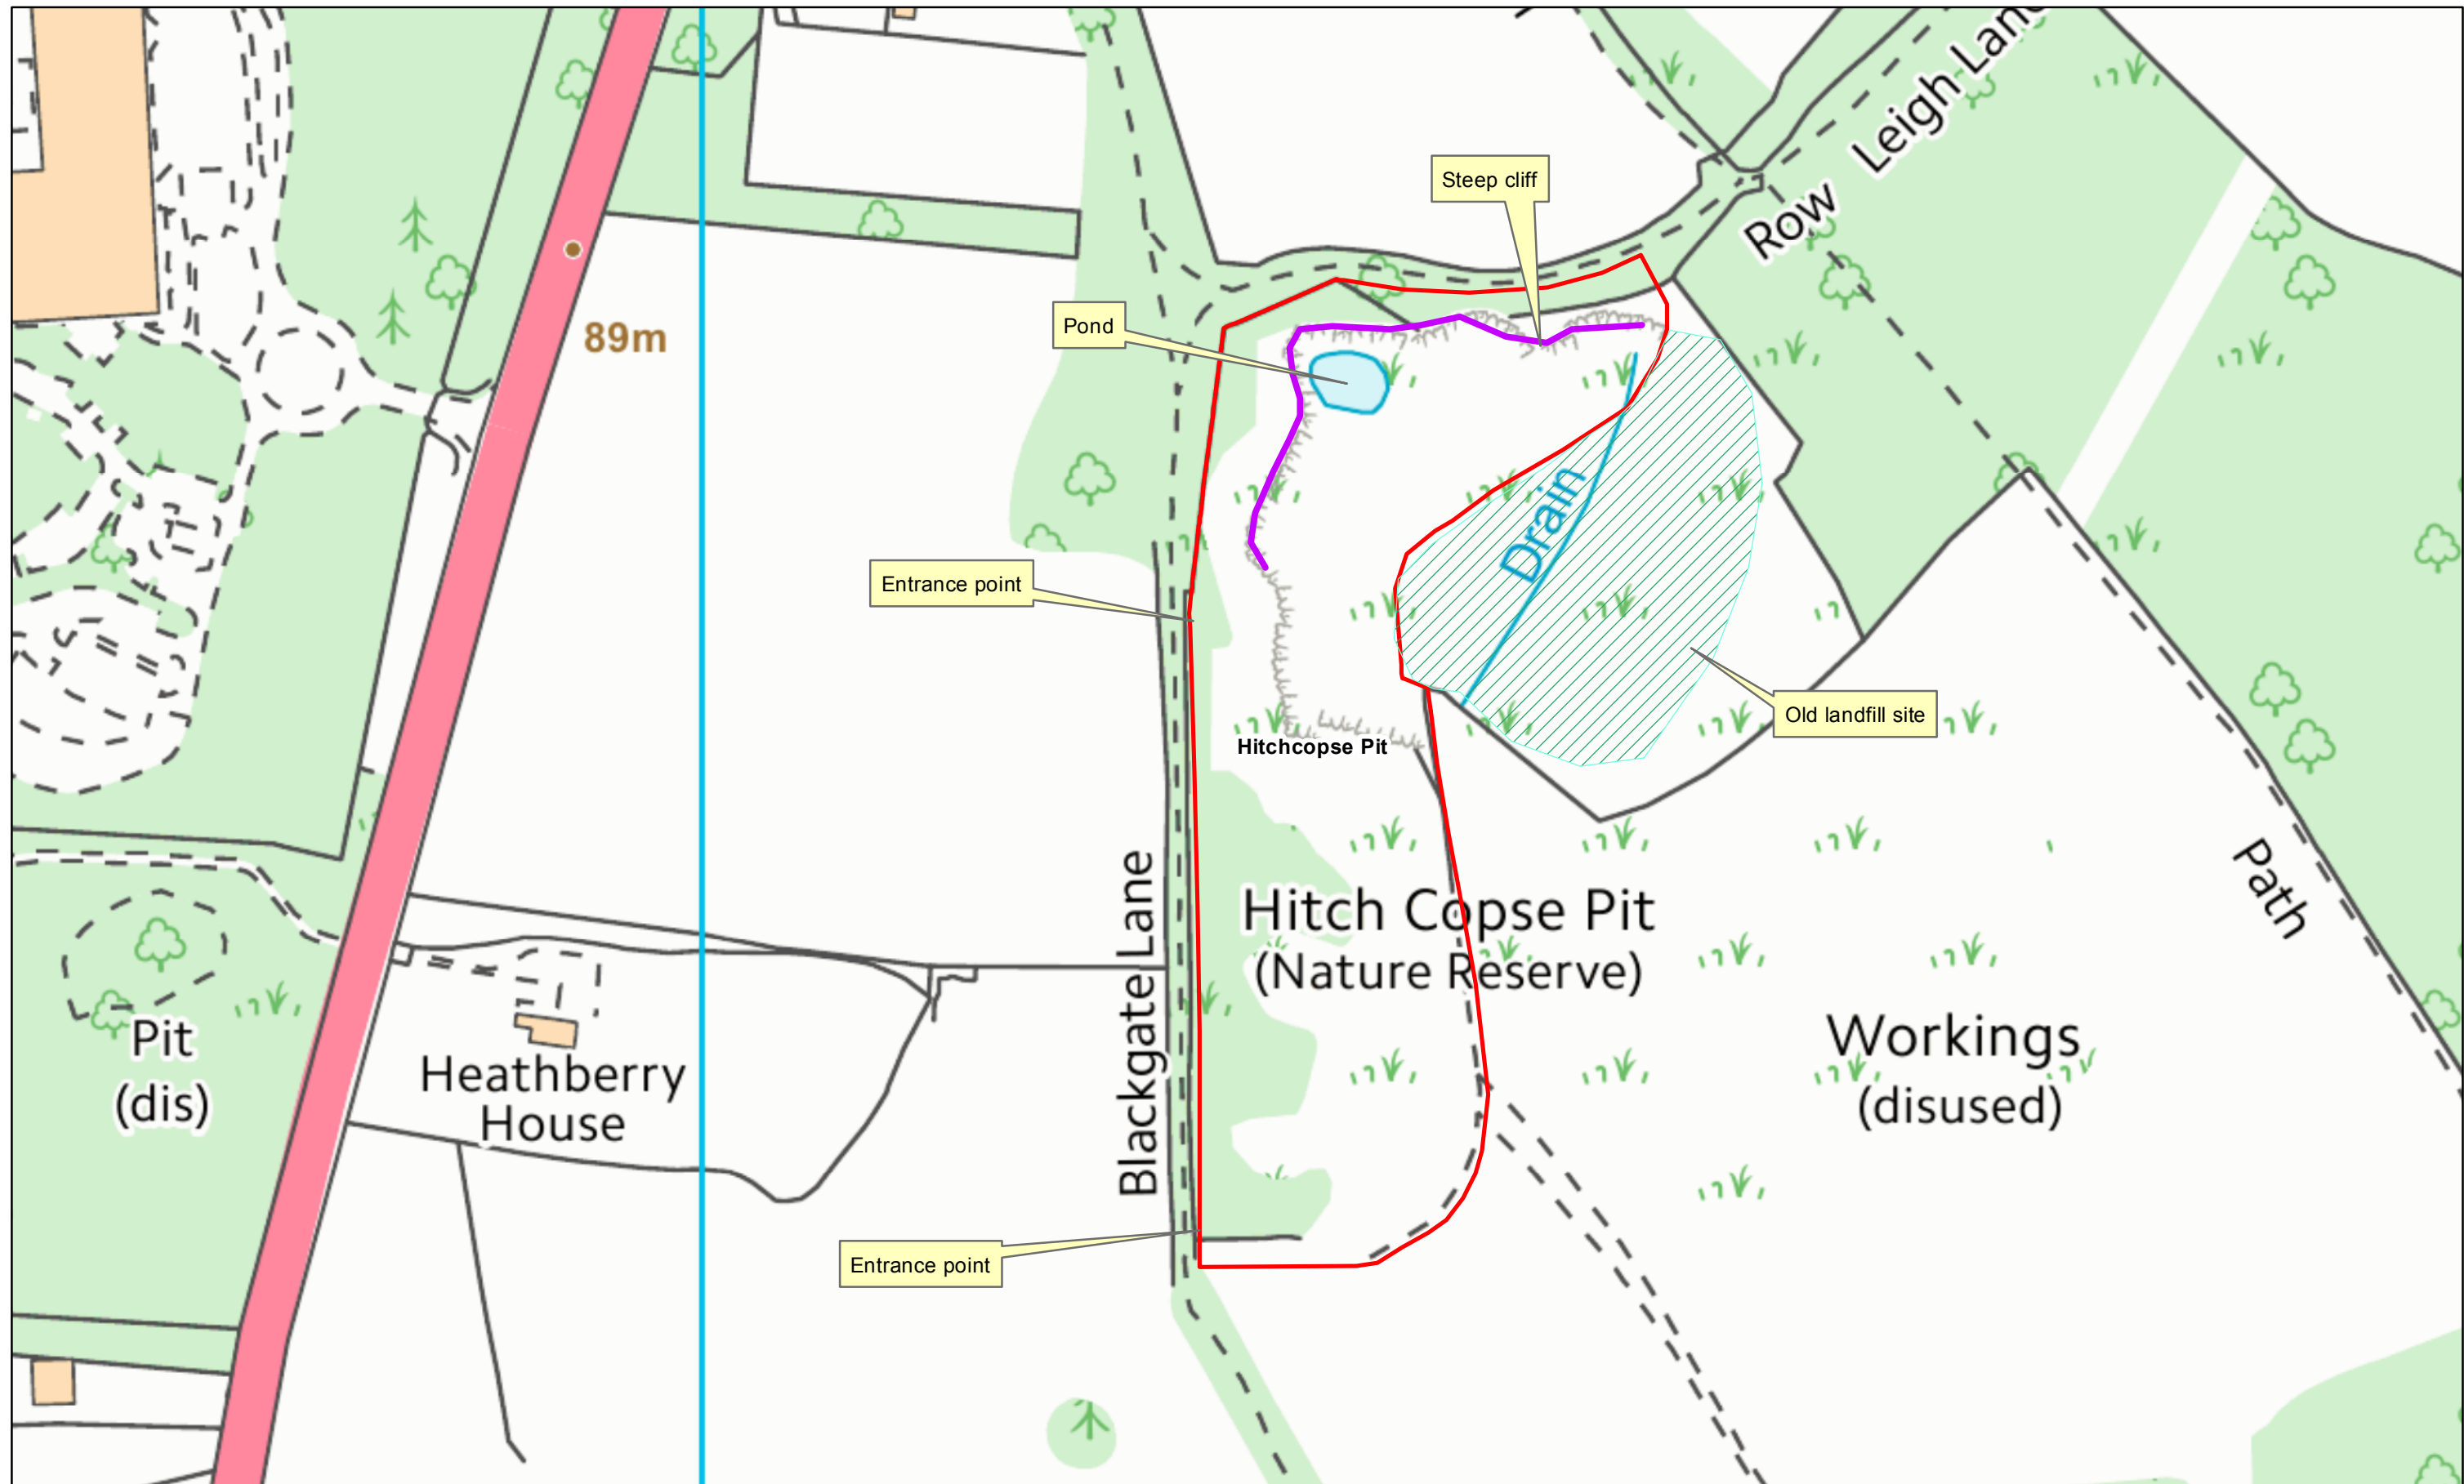 Leigh Lane
Row
Steep cliff
Pond
89m
Drain
Entrance point
Old landfill site
Hitchcopse Pit
Path
Blackgate Lane
Hitch Copse Pit
(Nature Reserve)
Pit
(dis)
Heathberry
House
Workings
(disused)
Entrance point